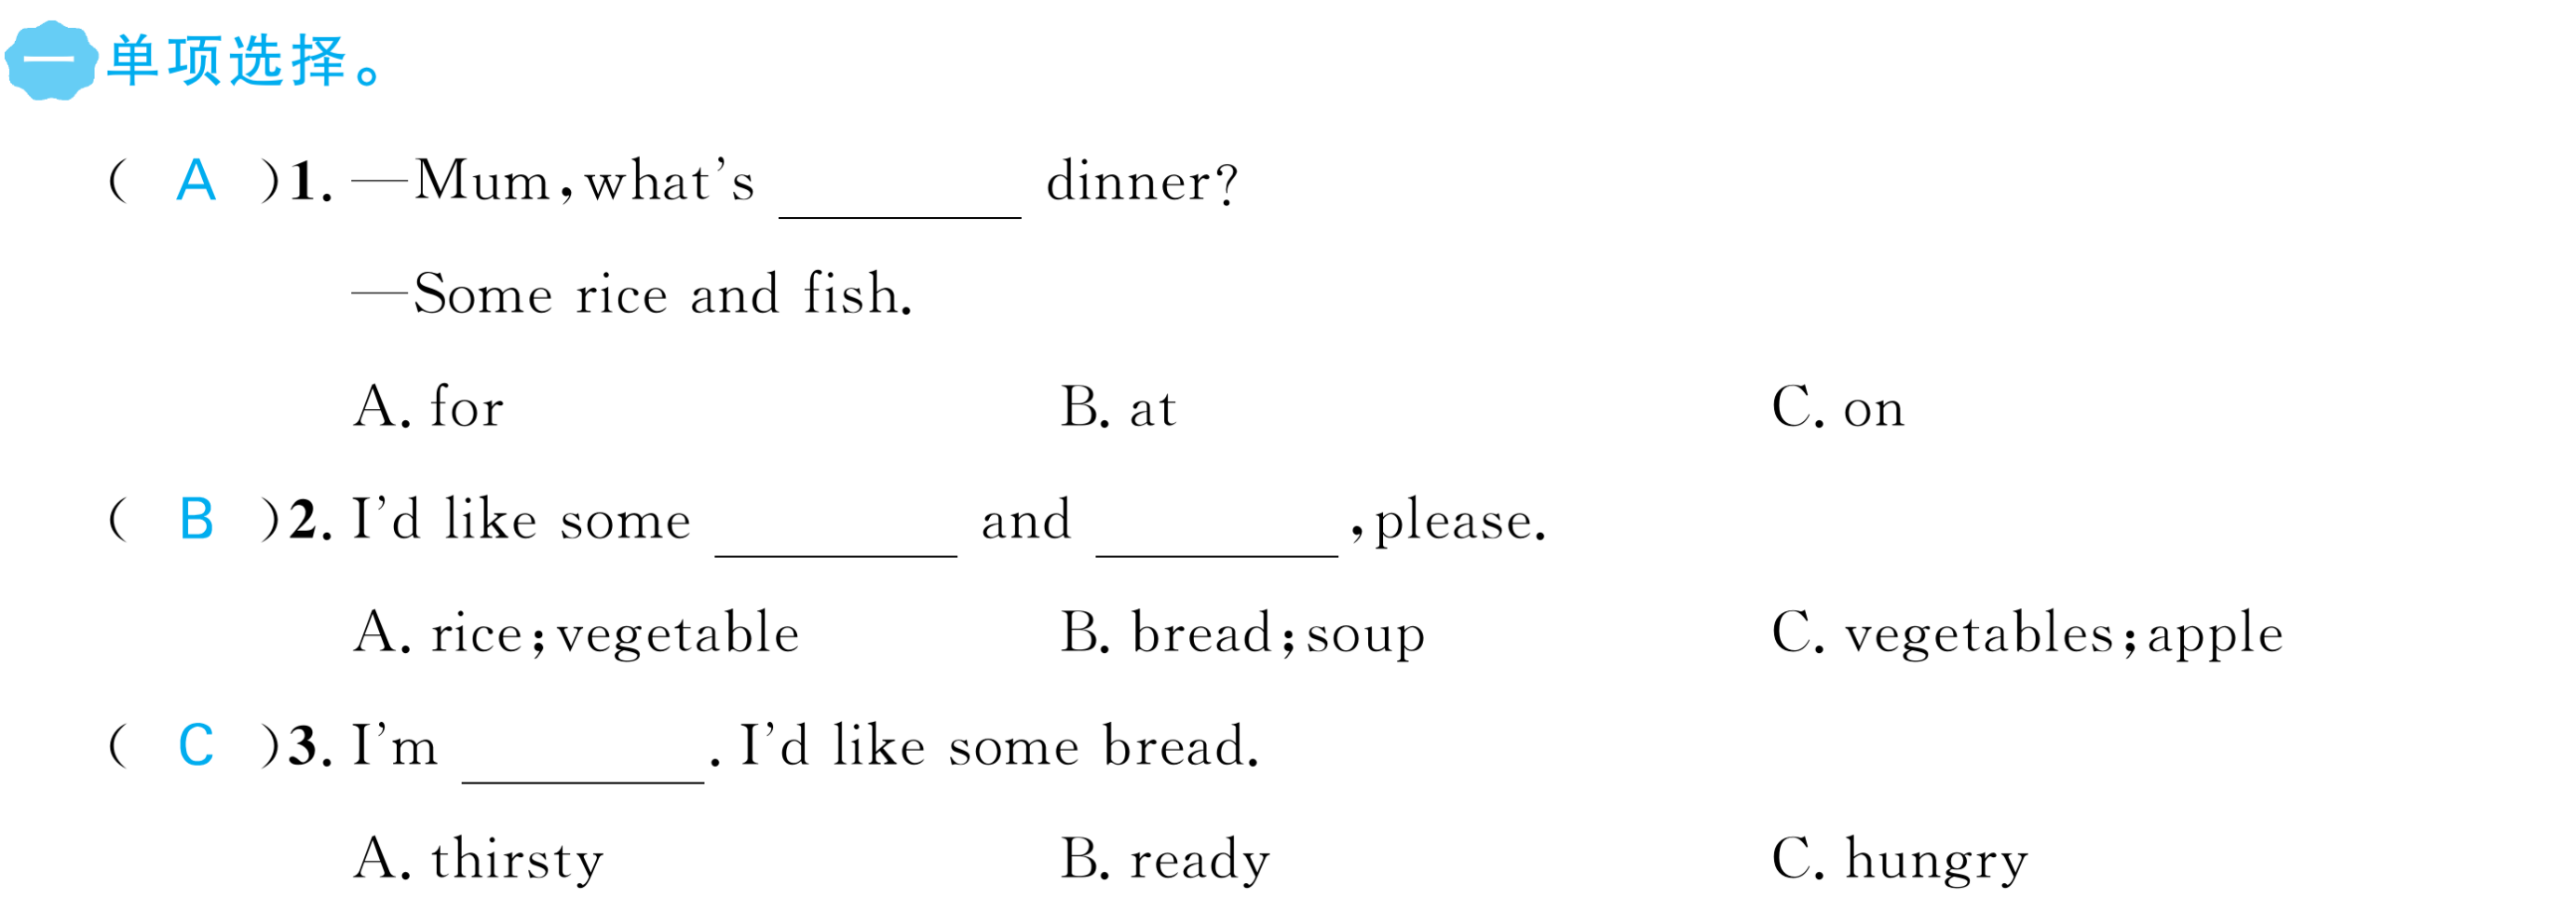 一 单项选择。
( A )1. —Mum,what's ________ dinner?
—Some rice and fish.
A. for B. at C. on
( B )2. I'd like some ________ and ________ ,please.
A. rice;vegetable B. bread;soup C. vegetables;apple
( C )3. I'm ________. I'd like some bread.
A. thirsty B. ready C. hungry